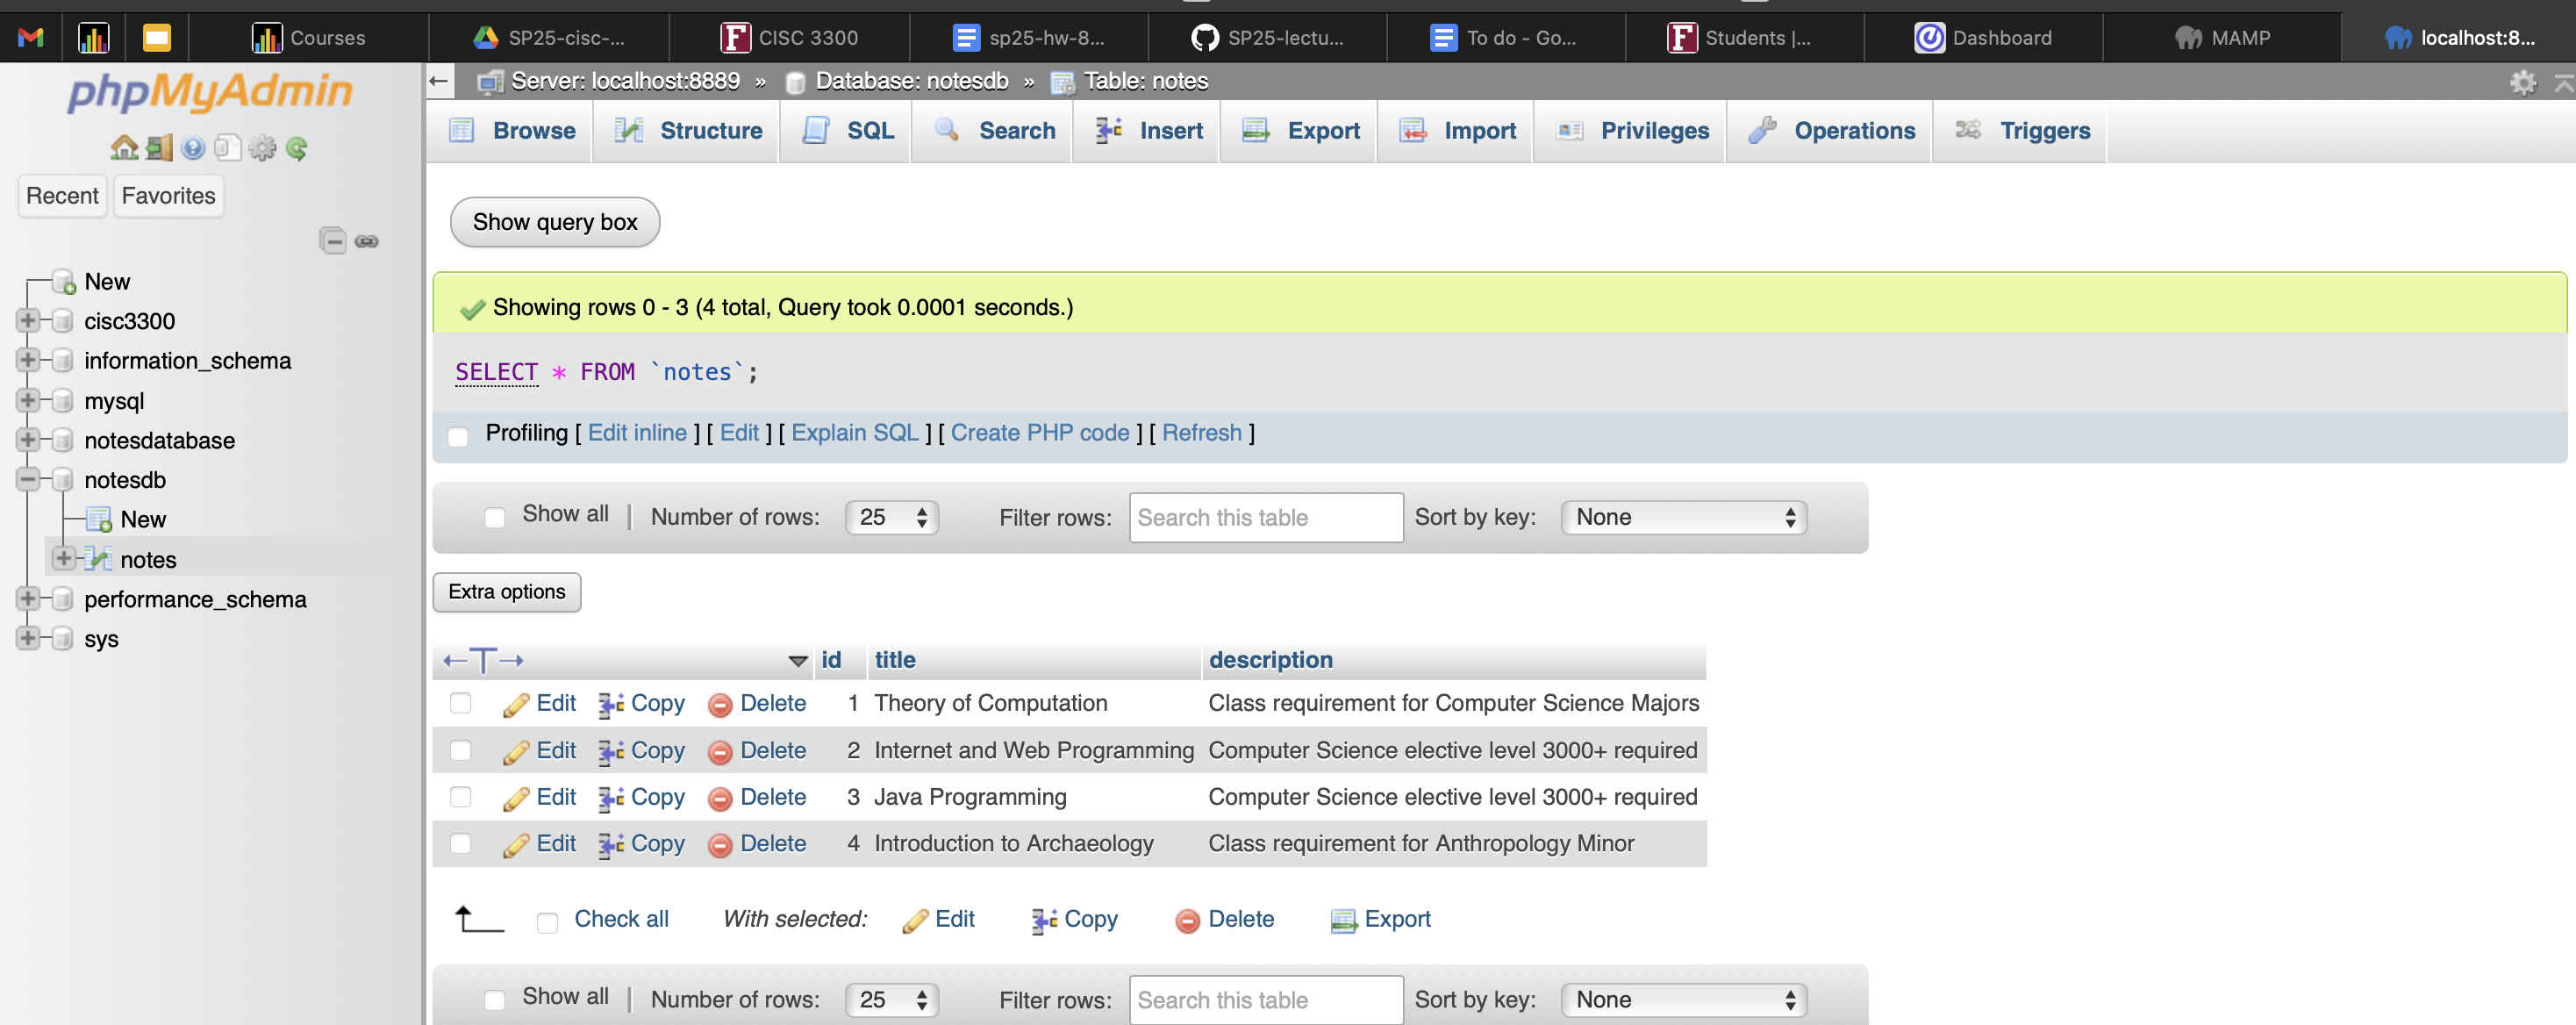 Courses SP25-cisc-... CISC 3300 sp25-hw-8... SP25-lectu... To do - Go... Students |... Dashboard MAMP localhost:8...
phpMyAdmin
Recent Favorites
New
cisc3300
information_schema
mysql
notesdatabase
notesdb
New
notes
performance_schema
sys
Server: localhost:8889 » Database: notesdb » Table: notes
Browse Structure SQL Search Insert Export Import Privileges Operations Triggers
Show query box
Showing rows 0 - 3 (4 total, Query took 0.0001 seconds.)
SELECT * FROM `notes`;
Profiling [ Edit inline ] [ Edit ] [ Explain SQL ] [ Create PHP code ] [ Refresh ]
Show all | Number of rows: 25 Filter rows: Search this table Sort by key: None
Extra options
←T→ id title description
Edit Copy Delete 1 Theory of Computation Class requirement for Computer Science Majors
Edit Copy Delete 2 Internet and Web Programming Computer Science elective level 3000+ required
Edit Copy Delete 3 Java Programming Computer Science elective level 3000+ required
Edit Copy Delete 4 Introduction to Archaeology Class requirement for Anthropology Minor
Check all With selected: Edit Copy Delete Export
Show all | Number of rows: 25 Filter rows: Search this table Sort by key: None